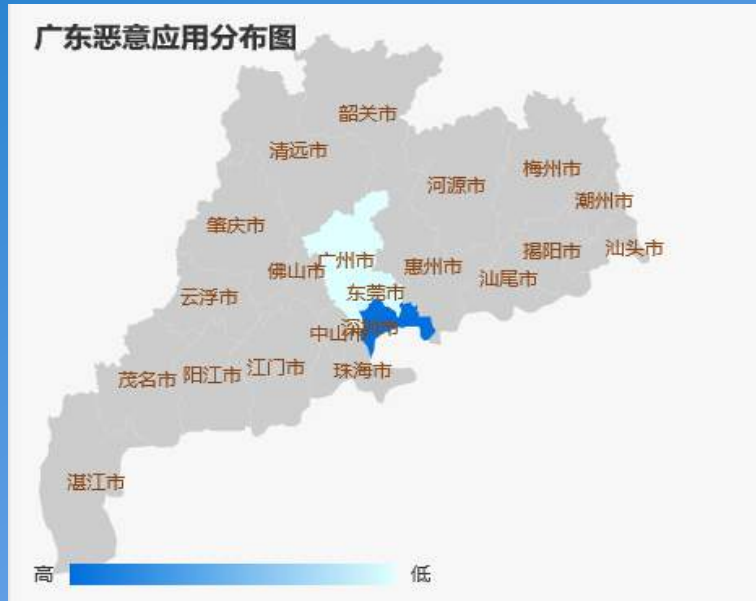 广东恶意应用分布图
韶关市
清远市
梅州市
河源市
潮州市
肇庆市
汕头市
揭阳市
广州市
惠州市
佛山市
汕尾市
东莞市
云浮市
深圳市
中山市
江门市
珠海市
阳江市
茂名市
湛江市
高
低